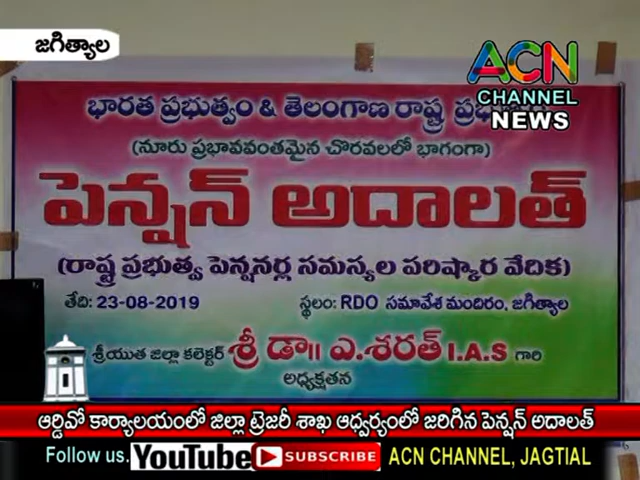 జగిత్యాల
ACN
CHANNEL
NEWS
భారత ప్రభుత్వం & తెలంగాణ రాష్ట్ర
(నూరు ప్రభావవంతమైన చొరవలలో భాగంగా)
పెన్షన్ అదాలత్
(రాష్ట్ర ప్రభుత్వ పెన్షనర్ల సమస్యల పరిష్కార వేదిక)
తేది: 23-08-2019 స్థలం: RDO సమావేశ మందిరం, జగిత్యాల
శ్రీయుత జిల్లా కలెక్టర్ శ్రీ డా॥ ఎ.శరత్ I.A.S గారి
అధ్యక్షతన
ఆర్డివో కార్యాలయంలో జిల్లా ట్రెజరీ శాఖ ఆధ్వర్యంలో జరిగిన పెన్షన్ అదాలత్
Follow us. YouTube SUBSCRIBE ACN CHANNEL, JAGTIAL